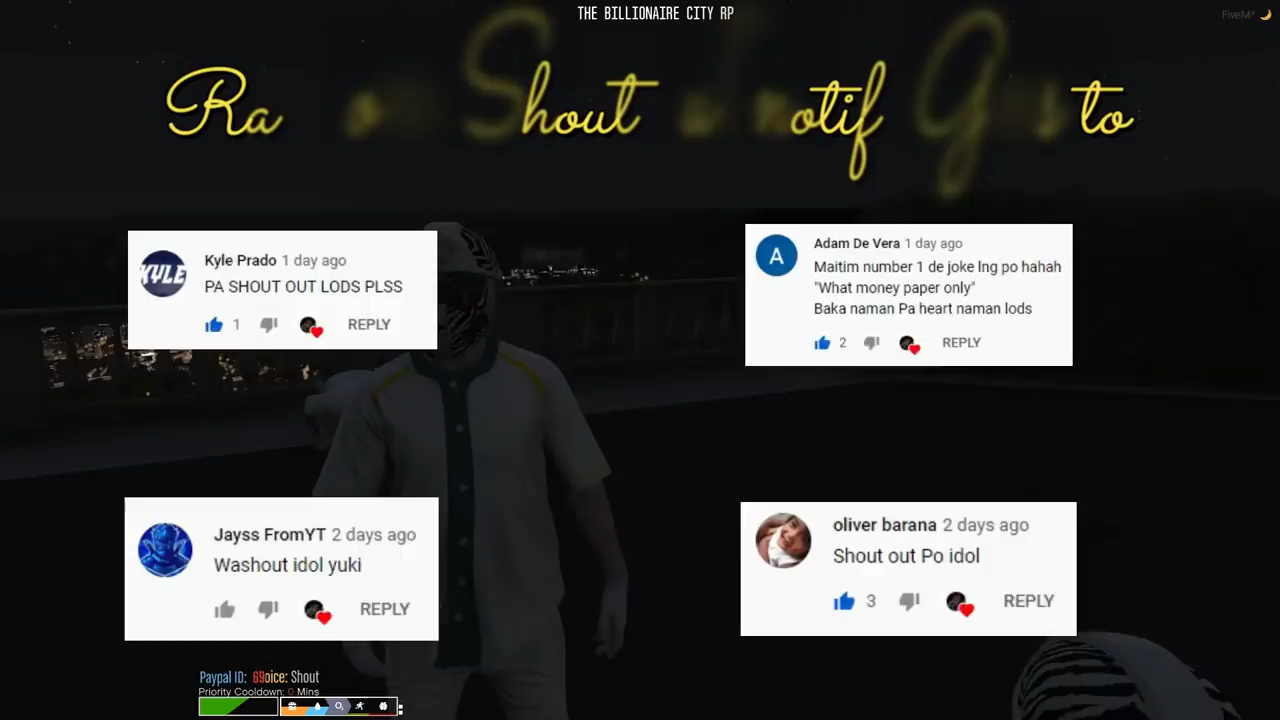 THE BILLIONAIRE CITY RP
FiveM*
Ra Shout notif to
Kyle Prado 1 day ago
PA SHOUT OUT LODS PLSS
1 REPLY
Adam De Vera 1 day ago
Maitim number 1 de joke lng po hahah
"What money paper only"
Baka naman Pa heart naman lods
2 REPLY
Jayss FromYT 2 days ago
Washout idol yuki
REPLY
oliver barana 2 days ago
Shout out Po idol
3 REPLY
Paypal ID: 69oice: Shout
Priority Cooldown: 0 Mins